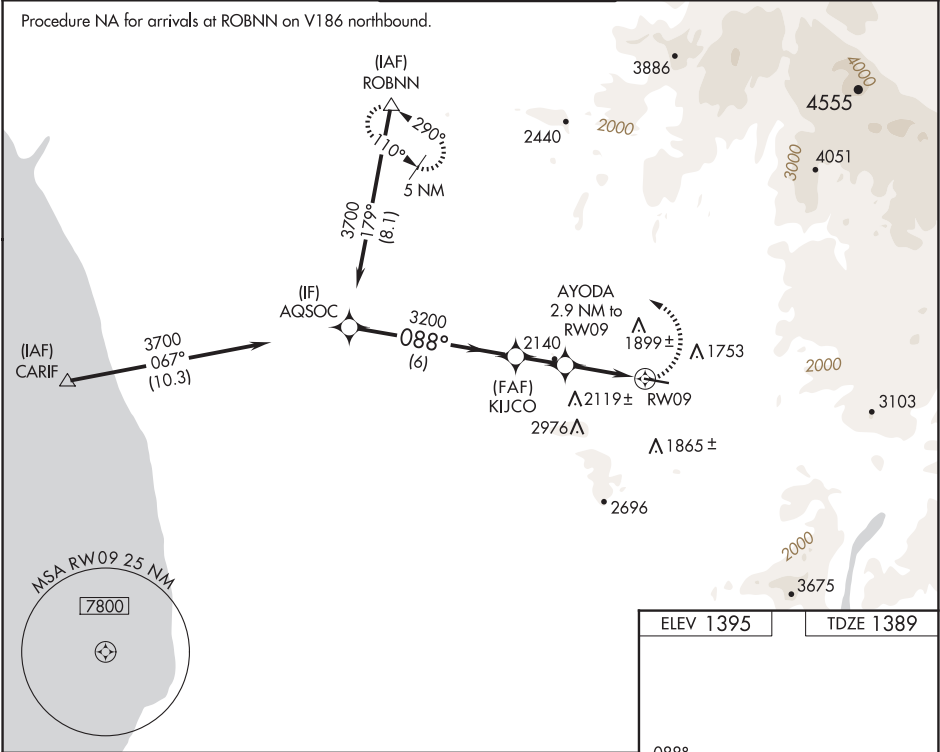 Procedure NA for arrivals at ROBNN on V186 northbound.
(IAF)
ROBNN
290°
110°
5 NM
3700
179°
(8.1)
3886
4000
4555
2440
2000
3000
4051
(IF)
AQSOC
3200
088°
(6)
AYODA
2.9 NM to
RW09
2140
1899±
1753
(IAF)
CARIF
3700
067°
(10.3)
(FAF)
KIJCO
RW09
2119±
2976
1865±
2000
3103
2696
2000
3675
MSA RW09 25 NM
7800
ELEV 1395
TDZE 1389